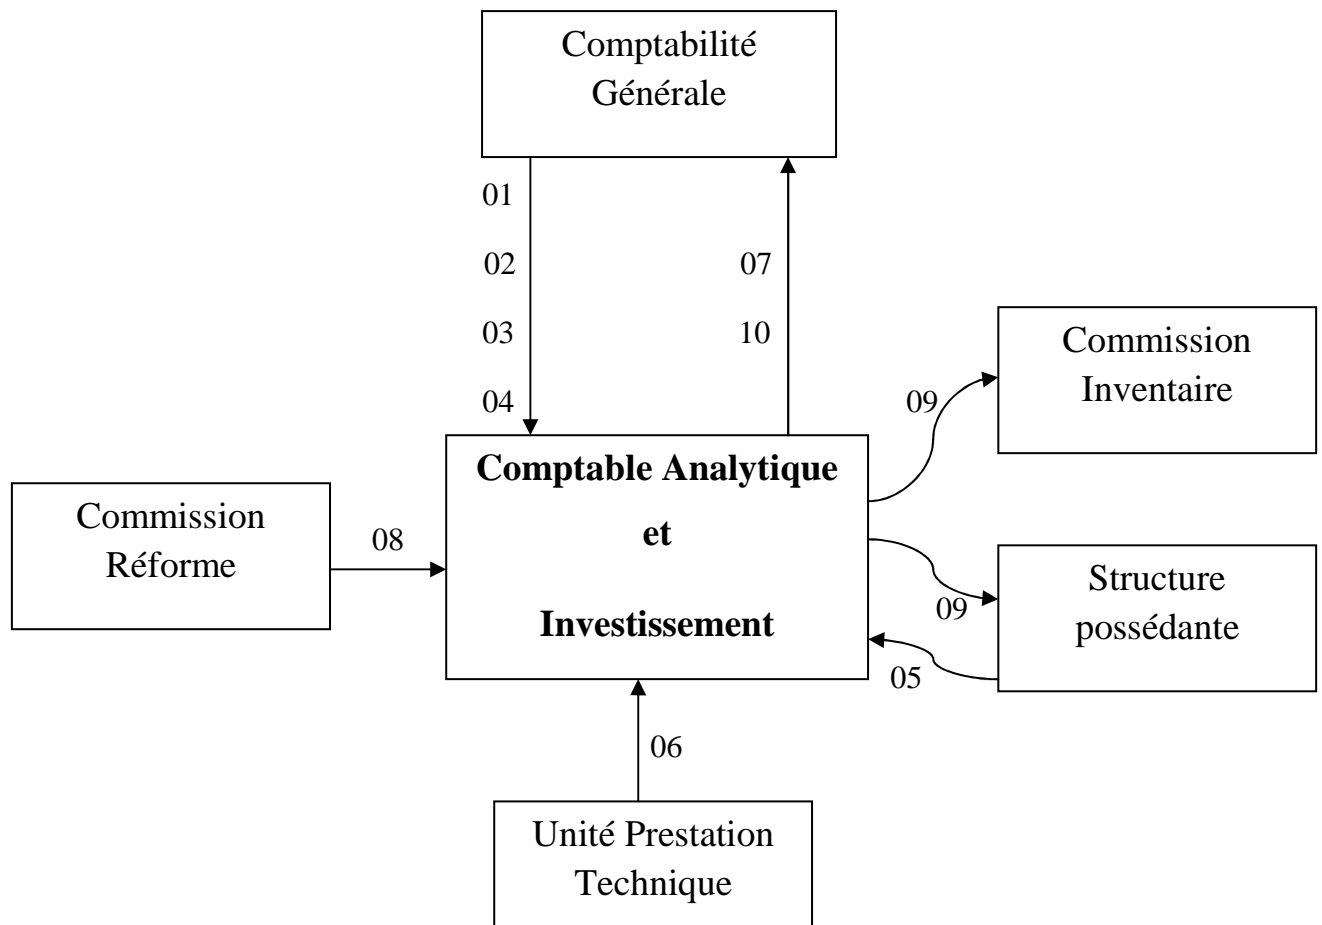 Comptabilité
Générale
01
02
07
03
10
04
Commission
Inventaire
09
Comptable Analytique
et
Investissement
Commission
Réforme
08
Structure
possédante
09
05
06
Unité Prestation
Technique